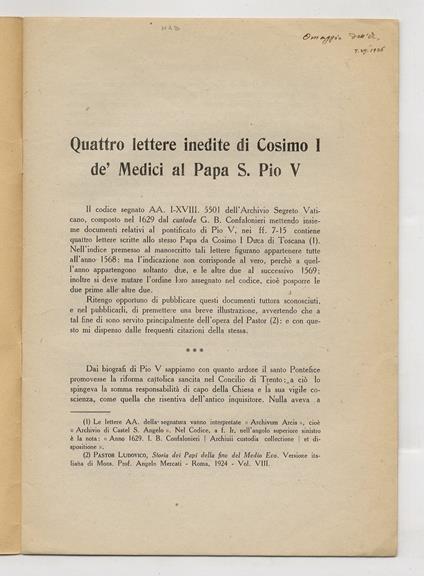 Omaggio dell'A.
Quattro lettere inedite di Cosimo I
de' Medici al Papa S. Pio V
Il codice segnato AA. I-XVIII. 5501 dell'Archivio Segreto Vati-
cano, composto nel 1629 dal custode G. B. Confalonieri mettendo insie-
me documenti relativi al pontificato di Pio V, nei ff. 7-15 contiene
quattro lettere scritte allo stesso Papa da Cosimo I Duca di Toscana (1).
Nell'indice premesso al manoscritto tali lettere figurano appartenere tutte
all'anno 1568: ma l'indicazione non corrisponde al vero, perchè a quel-
l'anno appartengono soltanto due, e le altre due al successivo 1569;
inoltre si deve mutare l'ordine loro assegnato nel codice, cioè posporre le
due prime alle altre due.
Ritengo opportuno di pubblicare questi documenti tuttora sconosciuti,
e nel pubblicarli, di premettere una breve illustrazione, avvertendo che a
tal fine di sono servito principalmente dell'opera del Pastor (2): e con que-
sto mi dispenso dalle frequenti citazioni della stessa.
* * *
Dai biografi di Pio V sappiamo con quanto ardore il santo Pontefice
promovesse la riforma cattolica sancita nel Concilio di Trento: a ciò lo
spingeva la somma responsabilità di capo della Chiesa e la sua vigile co-
scienza, come quella che risentiva dell'antico inquisitore. Nulla aveva a
(1) Le lettere AA. della segnatura vanno interpretate « Archivum Arcis », cioè
« Archivio di Castel S. Angelo ». Nel Codice, a f. Ir, nell'angolo superiore sinistro
è la nota: « Anno 1629. I. B. Confalonieri | Archivii custodia collectione | et di-
spositione ».
(2) PASTOR LUDOVICO, Storia dei Papi dalla fine del Medio Evo. Versione ita-
liana di Mons. Prof. Angelo Mercati - Roma, 1924 - Vol. VIII.